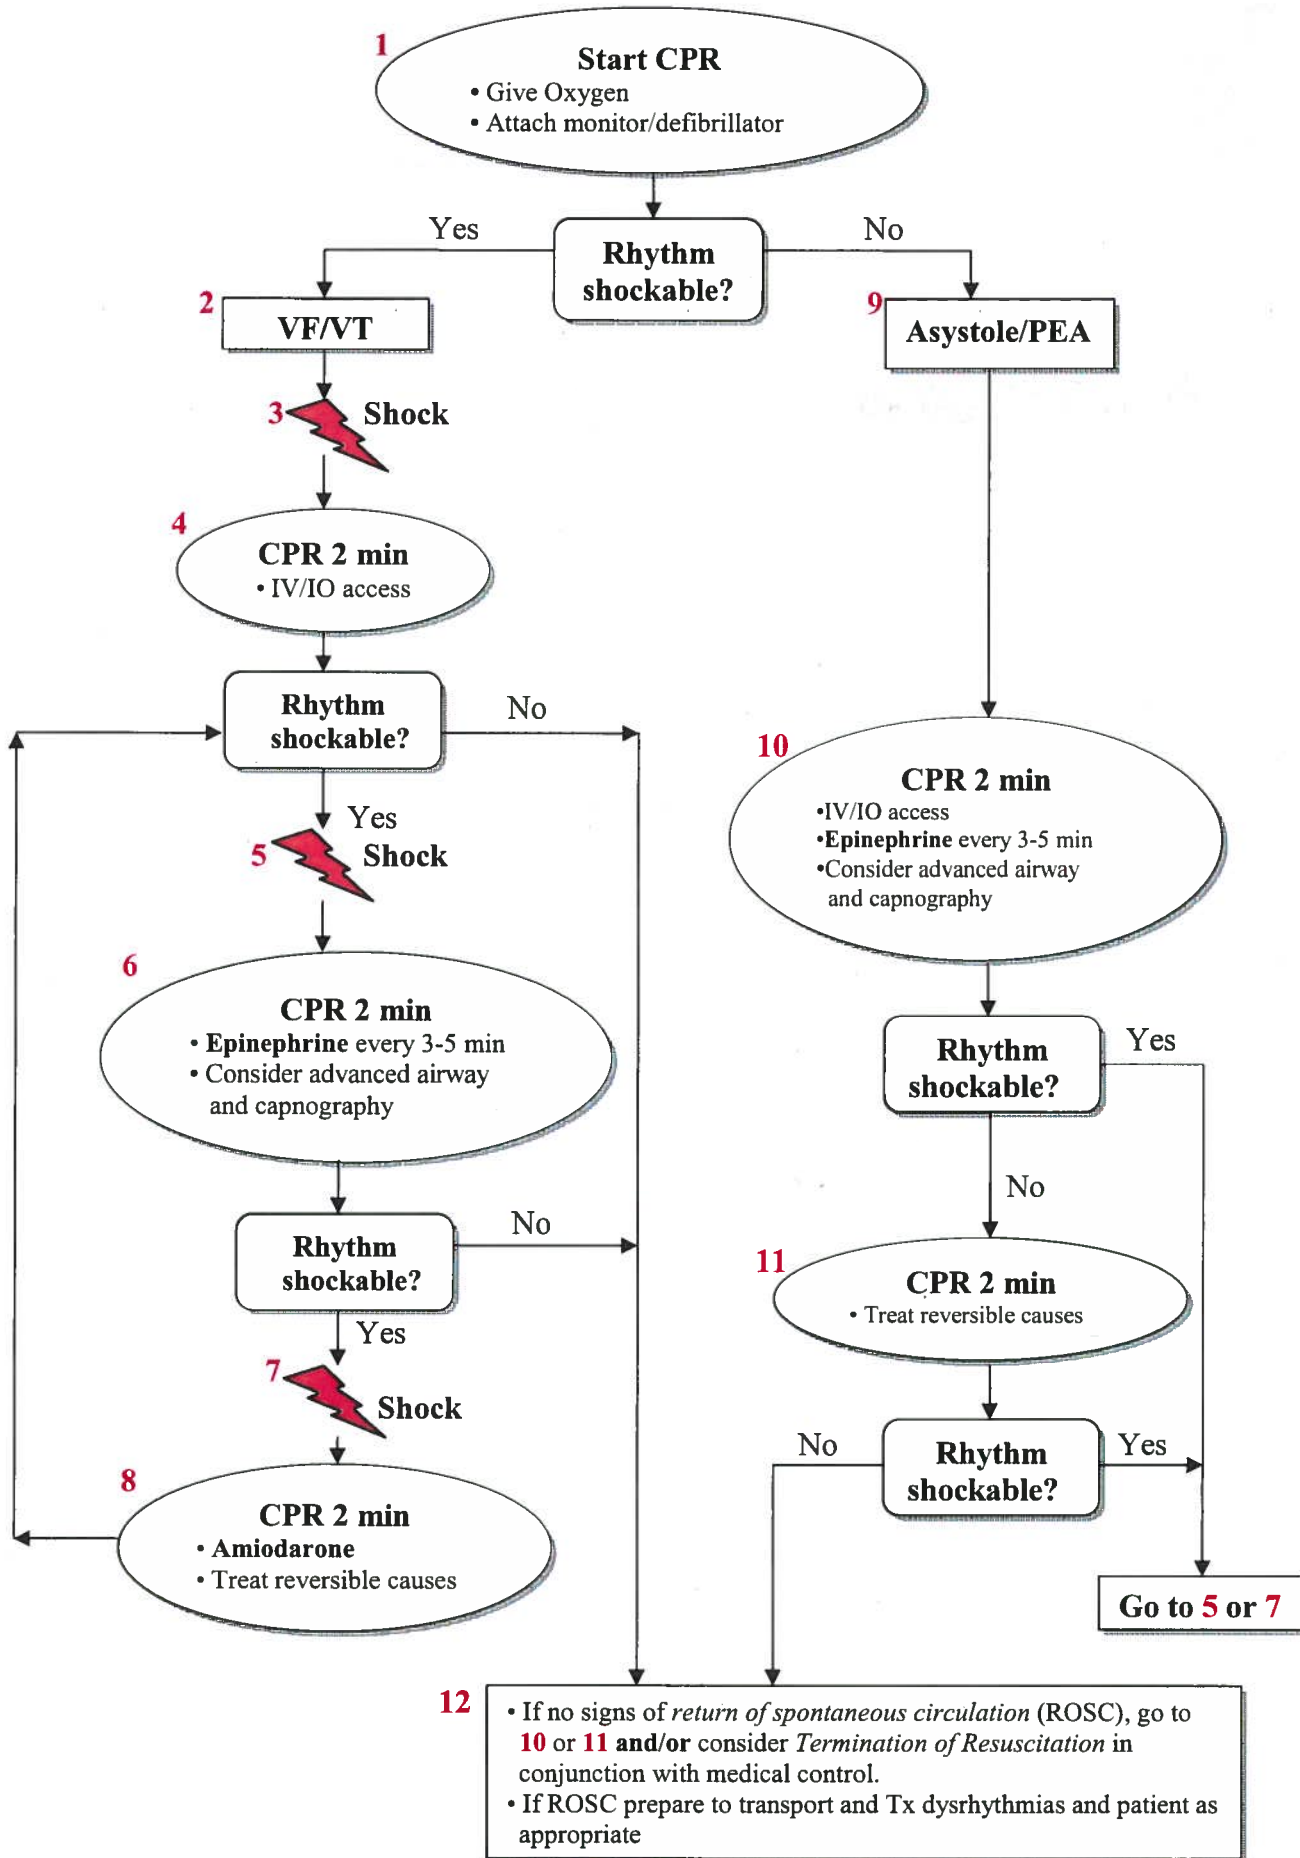 1
Start CPR
• Give Oxygen
• Attach monitor/defibrillator
Yes
No
Rhythm
shockable?
2
VF/VT
9
Asystole/PEA
3
Shock
4
CPR 2 min
• IV/IO access
Rhythm
shockable?
No
Yes
5
Shock
6
CPR 2 min
• Epinephrine every 3-5 min
• Consider advanced airway
and capnography
Rhythm
shockable?
No
Yes
7
Shock
8
CPR 2 min
• Amiodarone
• Treat reversible causes
10
CPR 2 min
•IV/IO access
•Epinephrine every 3-5 min
•Consider advanced airway
and capnography
Rhythm
shockable?
Yes
No
11
CPR 2 min
• Treat reversible causes
No
Rhythm
shockable?
Yes
Go to 5 or 7
12
• If no signs of return of spontaneous circulation (ROSC), go to
10 or 11 and/or consider Termination of Resuscitation in
conjunction with medical control.
• If ROSC prepare to transport and Tx dysrhythmias and patient as
appropriate